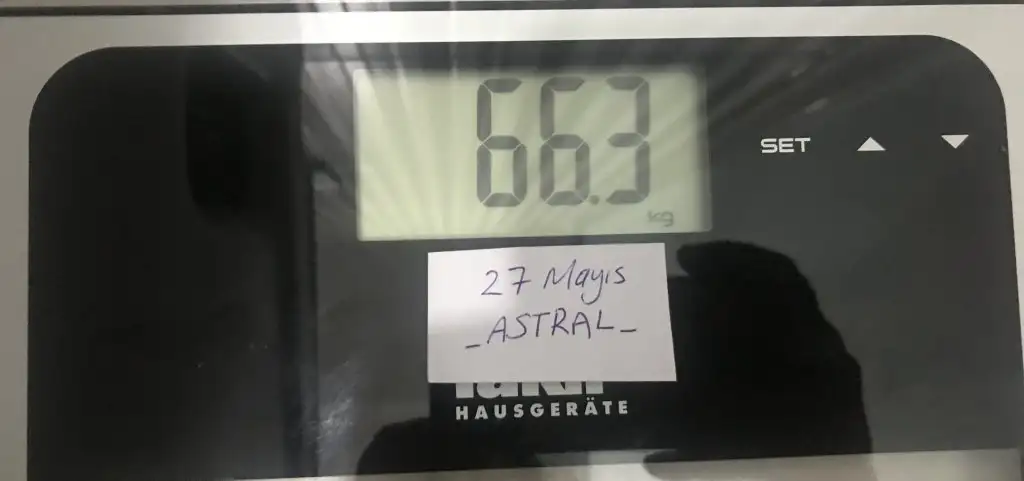 66.3
kg
SET
27 Mayıs
_ASTRAL_
HAUSGERÄTE